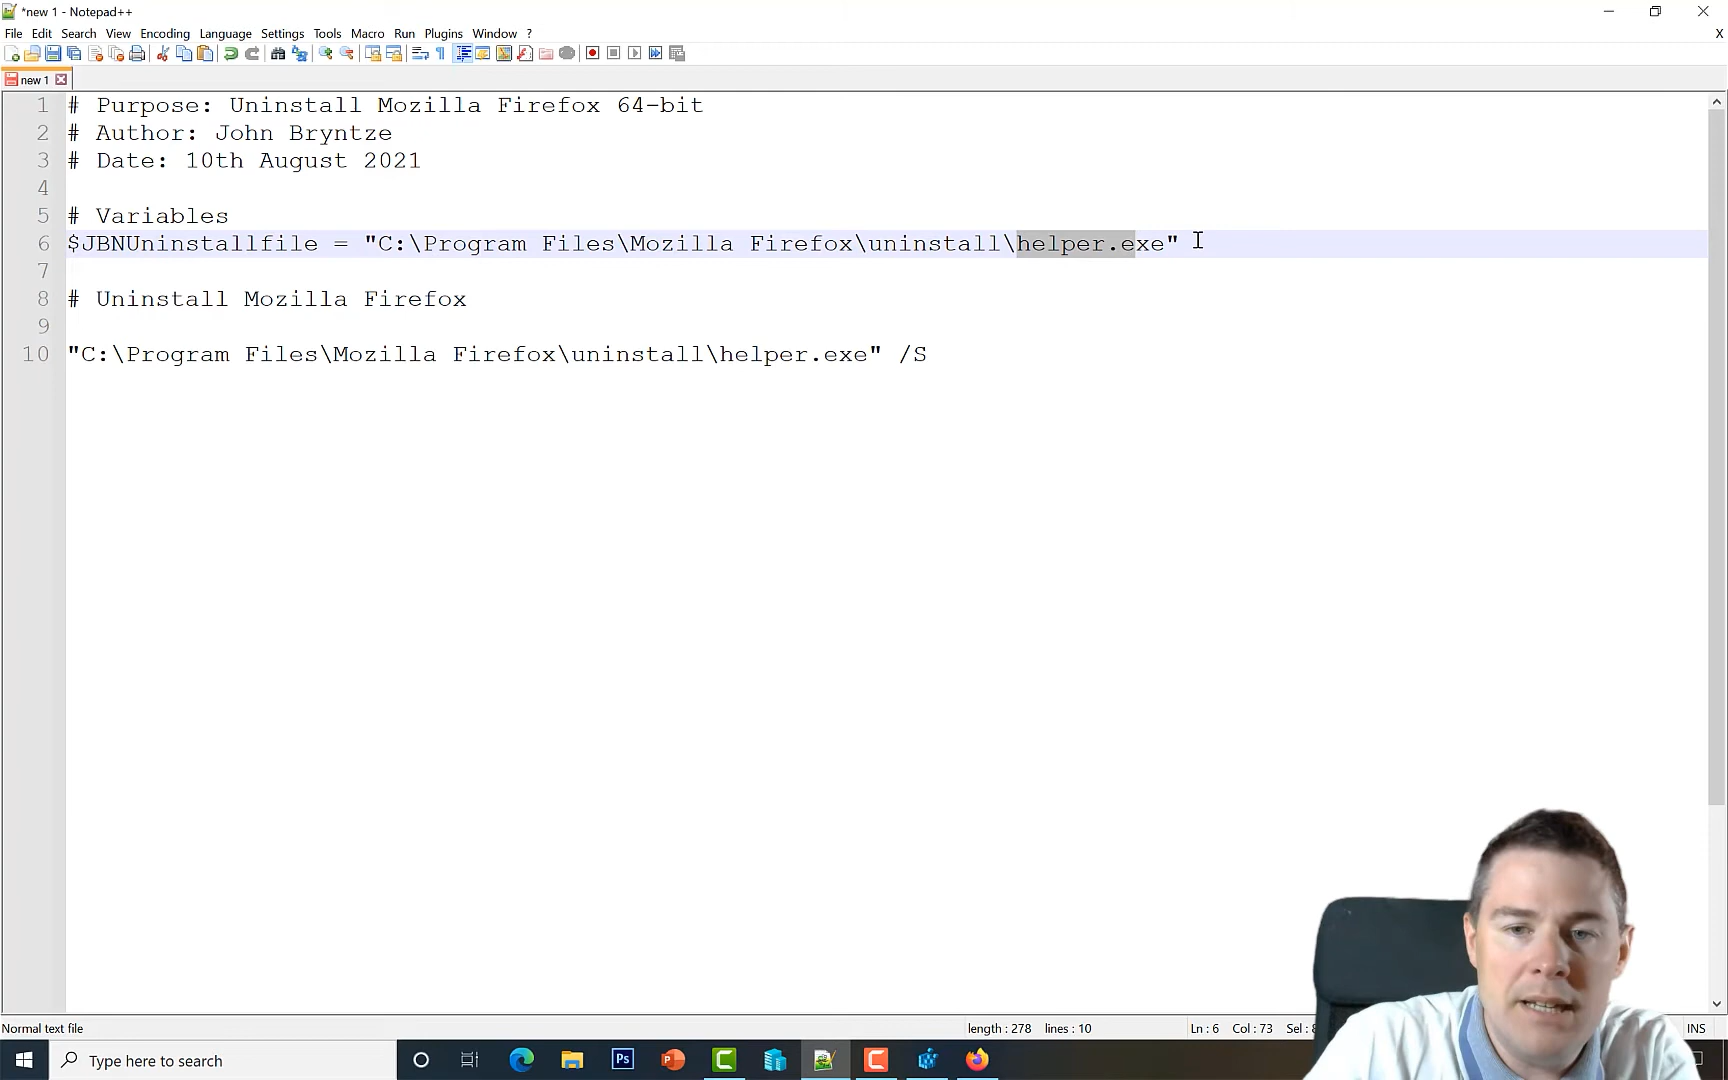 *new 1 - Notepad++
File Edit Search View Encoding Language Settings Tools Macro Run Plugins Window ? X
new 1
1 # Purpose: Uninstall Mozilla Firefox 64-bit
2 # Author: John Bryntze
3 # Date: 10th August 2021
4
5 # Variables
6 $JBNUninstallfile = "C:\Program Files\Mozilla Firefox\uninstall\helper.exe"
7
8 # Uninstall Mozilla Firefox
9
10 "C:\Program Files\Mozilla Firefox\uninstall\helper.exe" /S
Normal text file length : 278 lines : 10 Ln : 6 Col : 73 Sel : INS
Type here to search Ps P